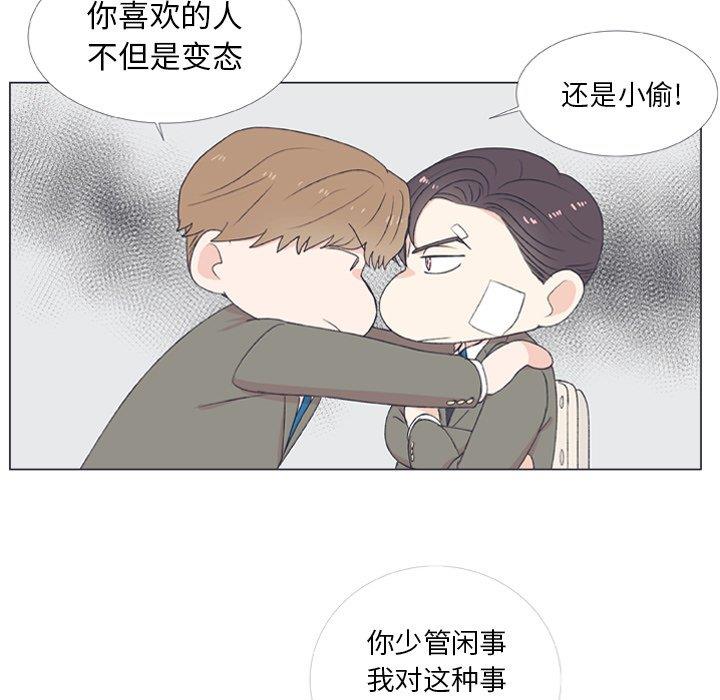 你喜欢的人
不但是变态
还是小偷!
你少管闲事
我对这种事